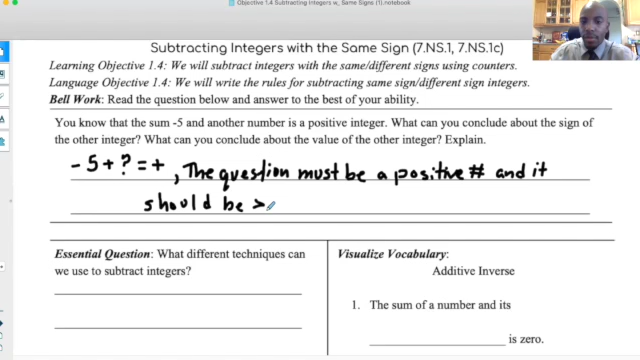 Objective 1.4 Subtracting Integers w_ Same Signs (1).notebook
Subtracting Integers with the Same Sign (7.NS.1, 7.NS.1c)
Learning Objective 1.4: We will subtract integers with the same/different signs using counters.
Language Objective 1.4: We will write the rules for subtracting same sign/different sign integers.
Bell Work: Read the question below and answer to the best of your ability.
You know that the sum -5 and another number is a positive integer. What can you conclude about the sign of
the other integer? What can you conclude about the value of the other integer? Explain.
-5+?=+, The question must be a positive # and it
should be >
Essential Question: What different techniques can
we use to subtract integers?
Visualize Vocabulary:
Additive Inverse
1. The sum of a number and its
____________________ is zero.